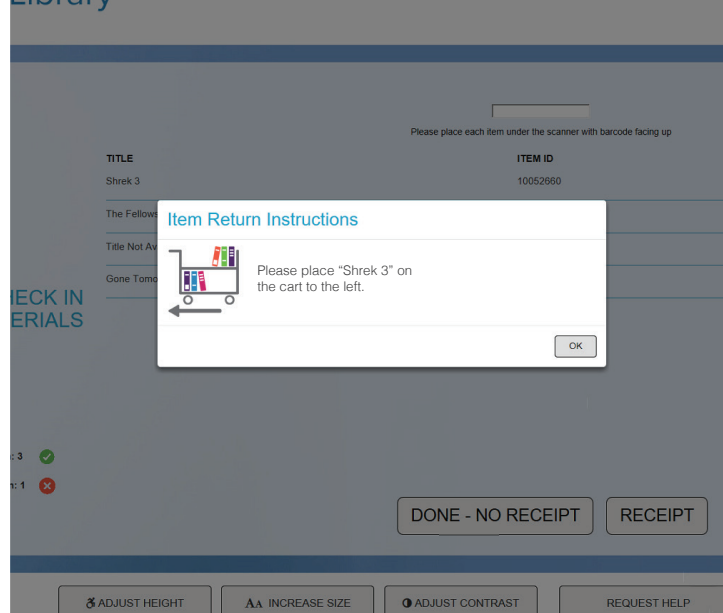 Library
Please place each item under the scanner with barcode facing up
TITLE ITEM ID
Shrek 3 10052660
The Fellows
Item Return Instructions
Title Not Av
Please place “Shrek 3” on
the cart to the left.
Gone Tomo
HECK IN
ERIALS
OK
: 3
n: 1
DONE - NO RECEIPT RECEIPT
ADJUST HEIGHT AA INCREASE SIZE ADJUST CONTRAST REQUEST HELP